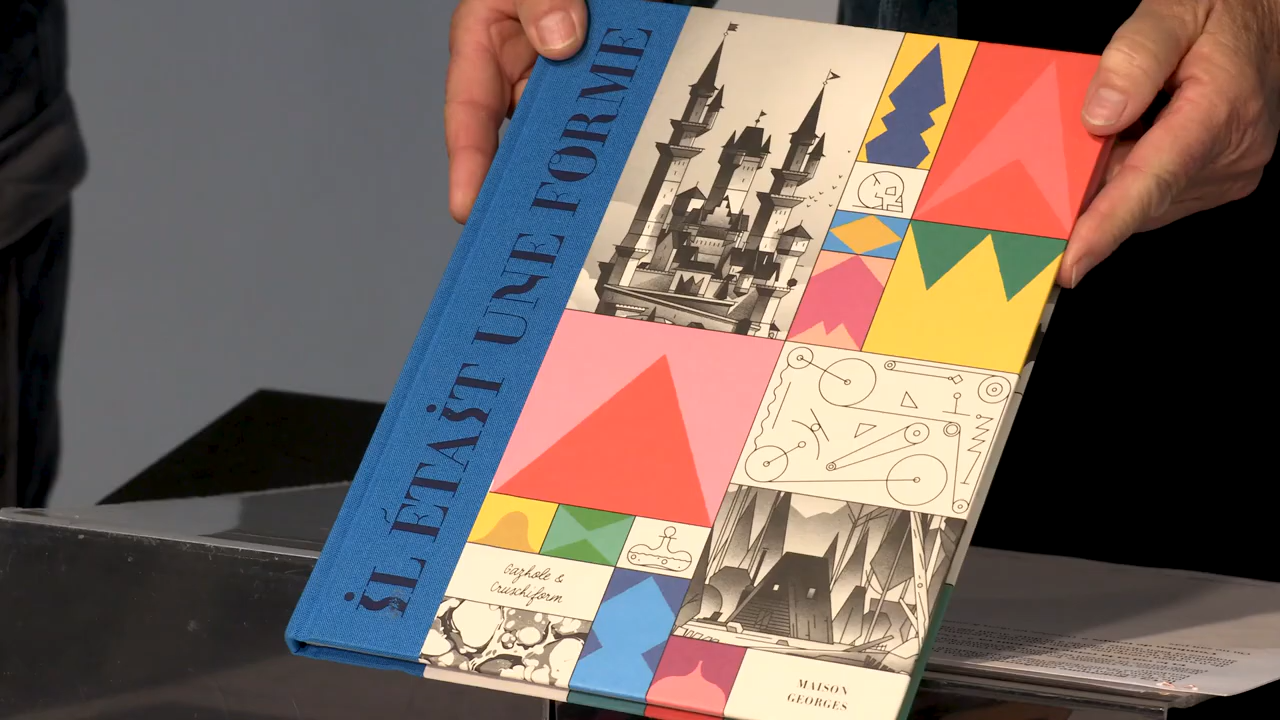 iL ÉTAiT UNE FORME
Gazhole &
Cruschiform
MAISON
GEORGES